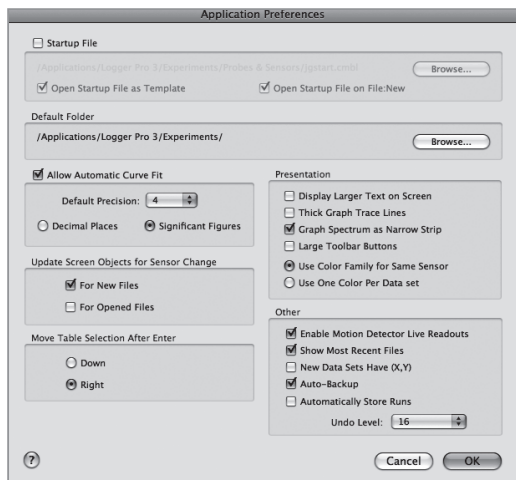 Application Preferences
Startup File
/Applications/Logger Pro 3/Experiments/Probes & Sensors/jgstart.cmbl
Browse...
Open Startup File as Template
Open Startup File on File:New
Default Folder
/Applications/Logger Pro 3/Experiments/
Browse...
Allow Automatic Curve Fit
Default Precision: 4
Decimal Places
Significant Figures
Update Screen Objects for Sensor Change
For New Files
For Opened Files
Move Table Selection After Enter
Down
Right
Presentation
Display Larger Text on Screen
Thick Graph Trace Lines
Graph Spectrum as Narrow Strip
Large Toolbar Buttons
Use Color Family for Same Sensor
Use One Color Per Data set
Other
Enable Motion Detector Live Readouts
Show Most Recent Files
New Data Sets Have (X,Y)
Auto-Backup
Automatically Store Runs
Undo Level: 16
?
Cancel
OK